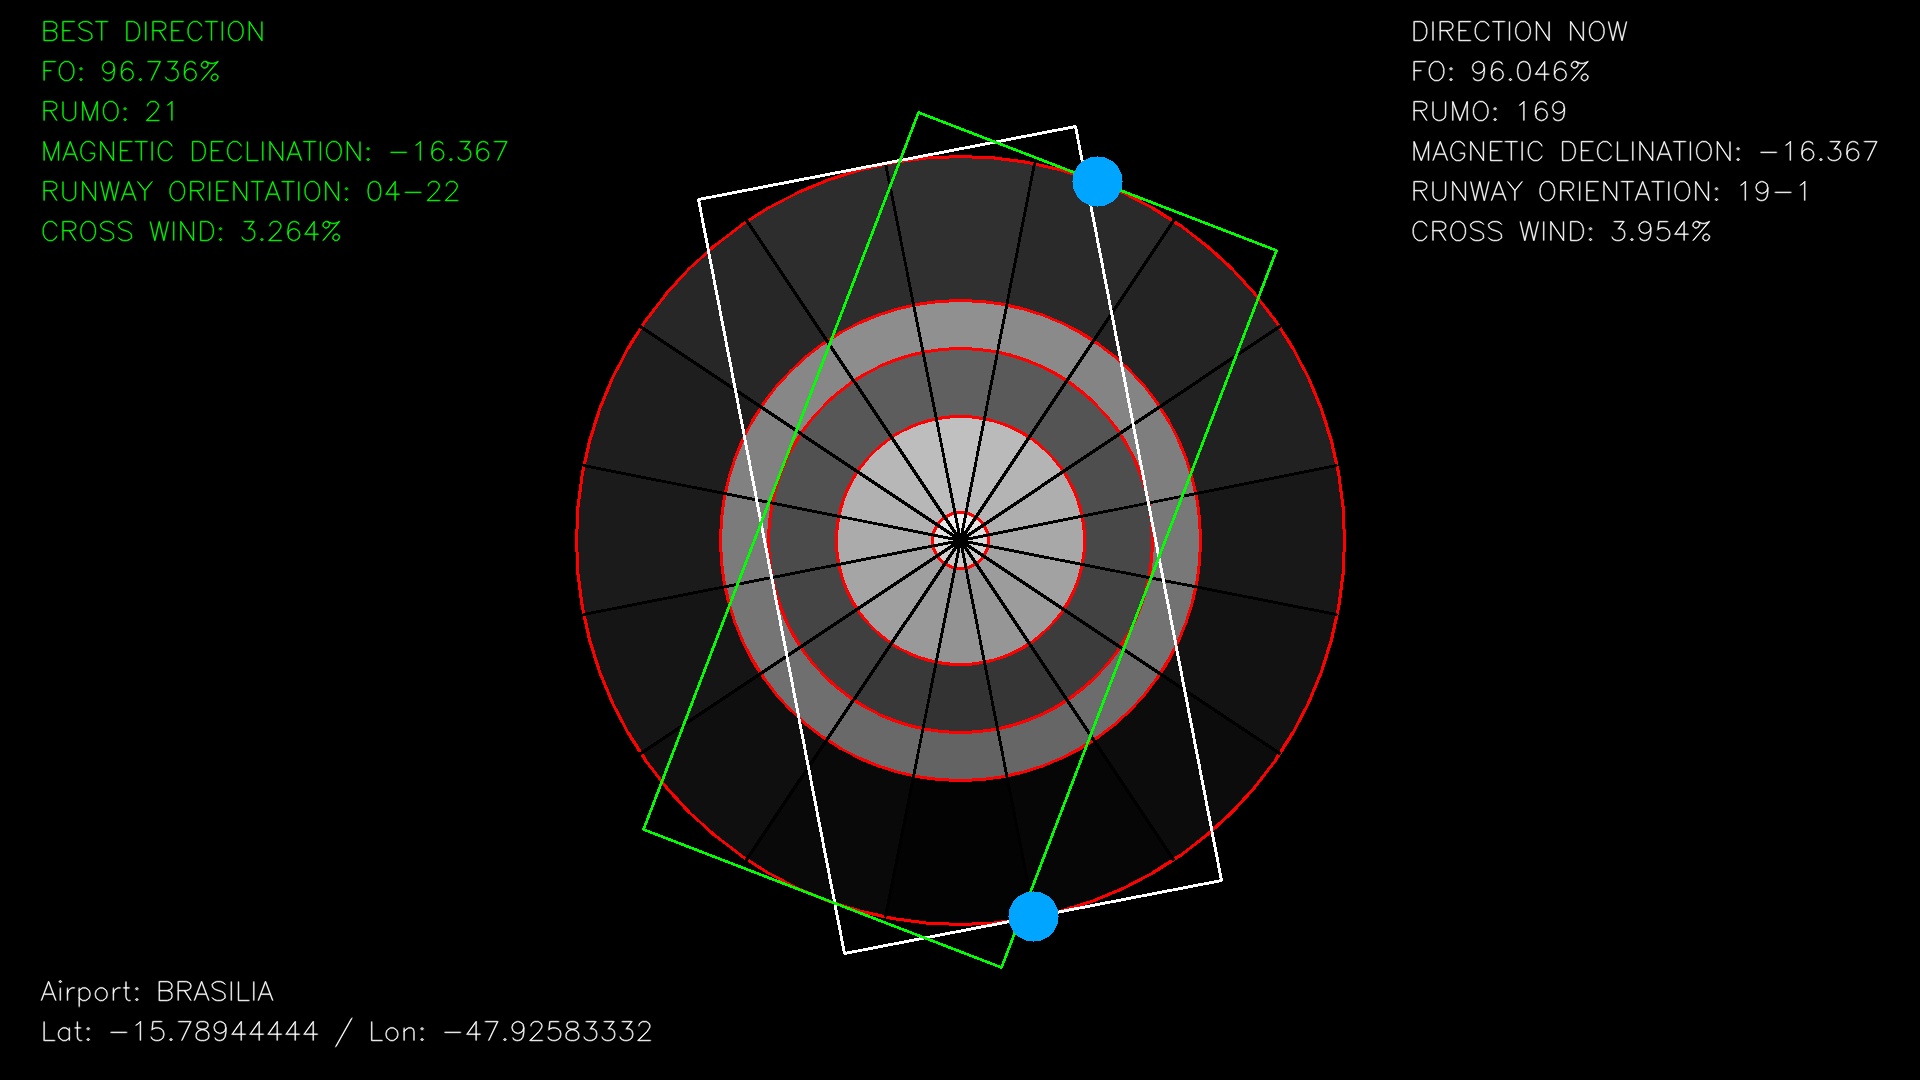 BEST DIRECTION
FO: 96.736%
RUMO: 21
MAGNETIC DECLINATION: -16.367
RUNWAY ORIENTATION: 04-22
CROSS WIND: 3.264%
DIRECTION NOW
FO: 96.046%
RUMO: 169
MAGNETIC DECLINATION: -16.367
RUNWAY ORIENTATION: 19-1
CROSS WIND: 3.954%
Airport: BRASILIA
Lat: -15.78944444 / Lon: -47.92583332